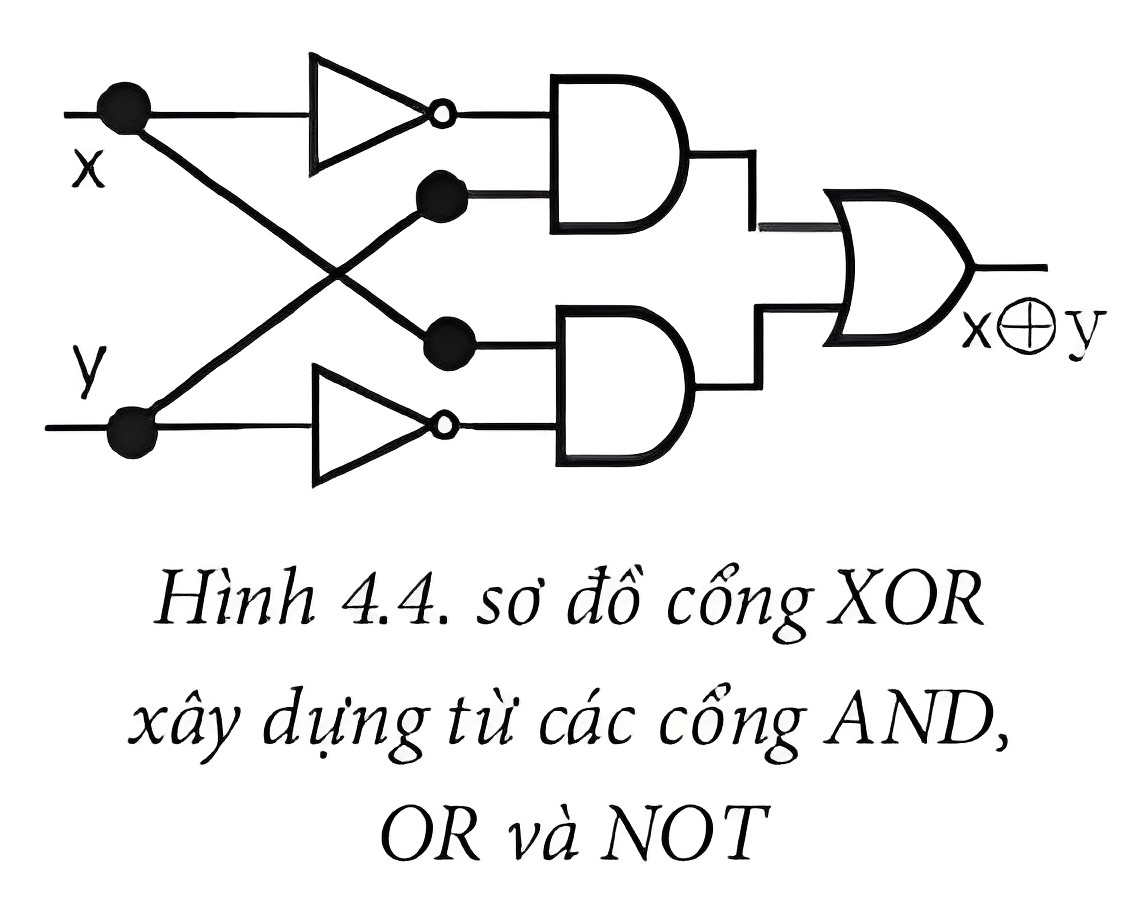 x
y
x⊕y
Hình 4.4. sơ đồ cổng XOR
xây dựng từ các cổng AND,
OR và NOT